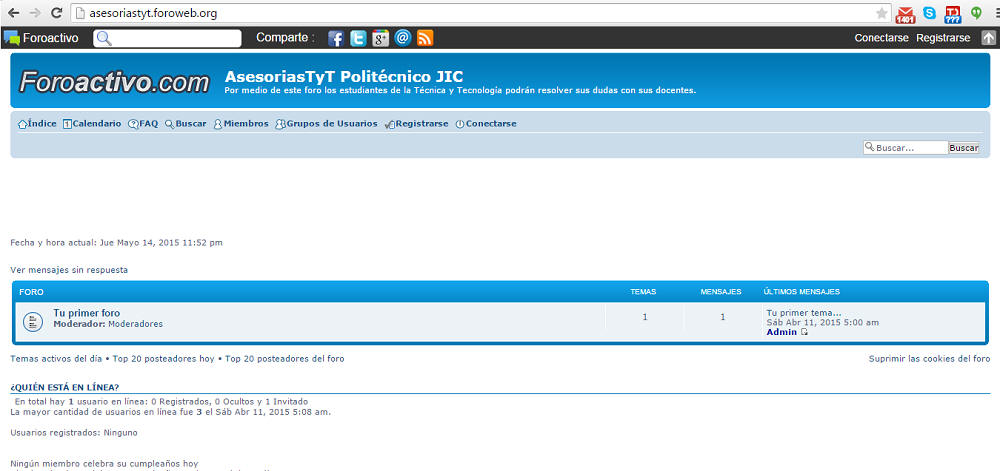 asesoriastyt.foroweb.org
1401
???
Foroactivo
Comparte :
Conectarse Registrarse
Foroactivo.com
AsesoriasTyT Politécnico JIC
Por medio de este foro los estudiantes de la Técnica y Tecnología podrán resolver sus dudas con sus docentes.
Índice Calendario FAQ Buscar Miembros Grupos de Usuarios Registrarse Conectarse
Buscar... Buscar
Fecha y hora actual: Jue Mayo 14, 2015 11:52 pm
Ver mensajes sin respuesta
FORO TEMAS MENSAJES ÚLTIMOS MENSAJES
Tu primer foro
Moderador: Moderadores
1 1
Tu primer tema...
Sáb Abr 11, 2015 5:00 am
Admin
Temas activos del día • Top 20 posteadores hoy • Top 20 posteadores del foro
Suprimir las cookies del foro
¿QUIÉN ESTÁ EN LÍNEA?
En total hay 1 usuario en línea: 0 Registrados, 0 Ocultos y 1 Invitado
La mayor cantidad de usuarios en línea fue 3 el Sáb Abr 11, 2015 5:08 am.
Usuarios registrados: Ninguno
Ningún miembro celebra su cumpleaños hoy